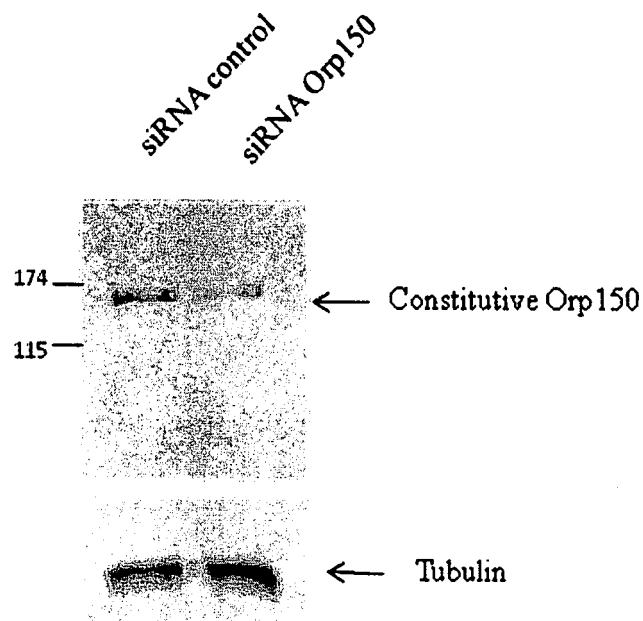 siRNA control
siRNA Orp150
174
Constitutive Orp150
115
Tubulin